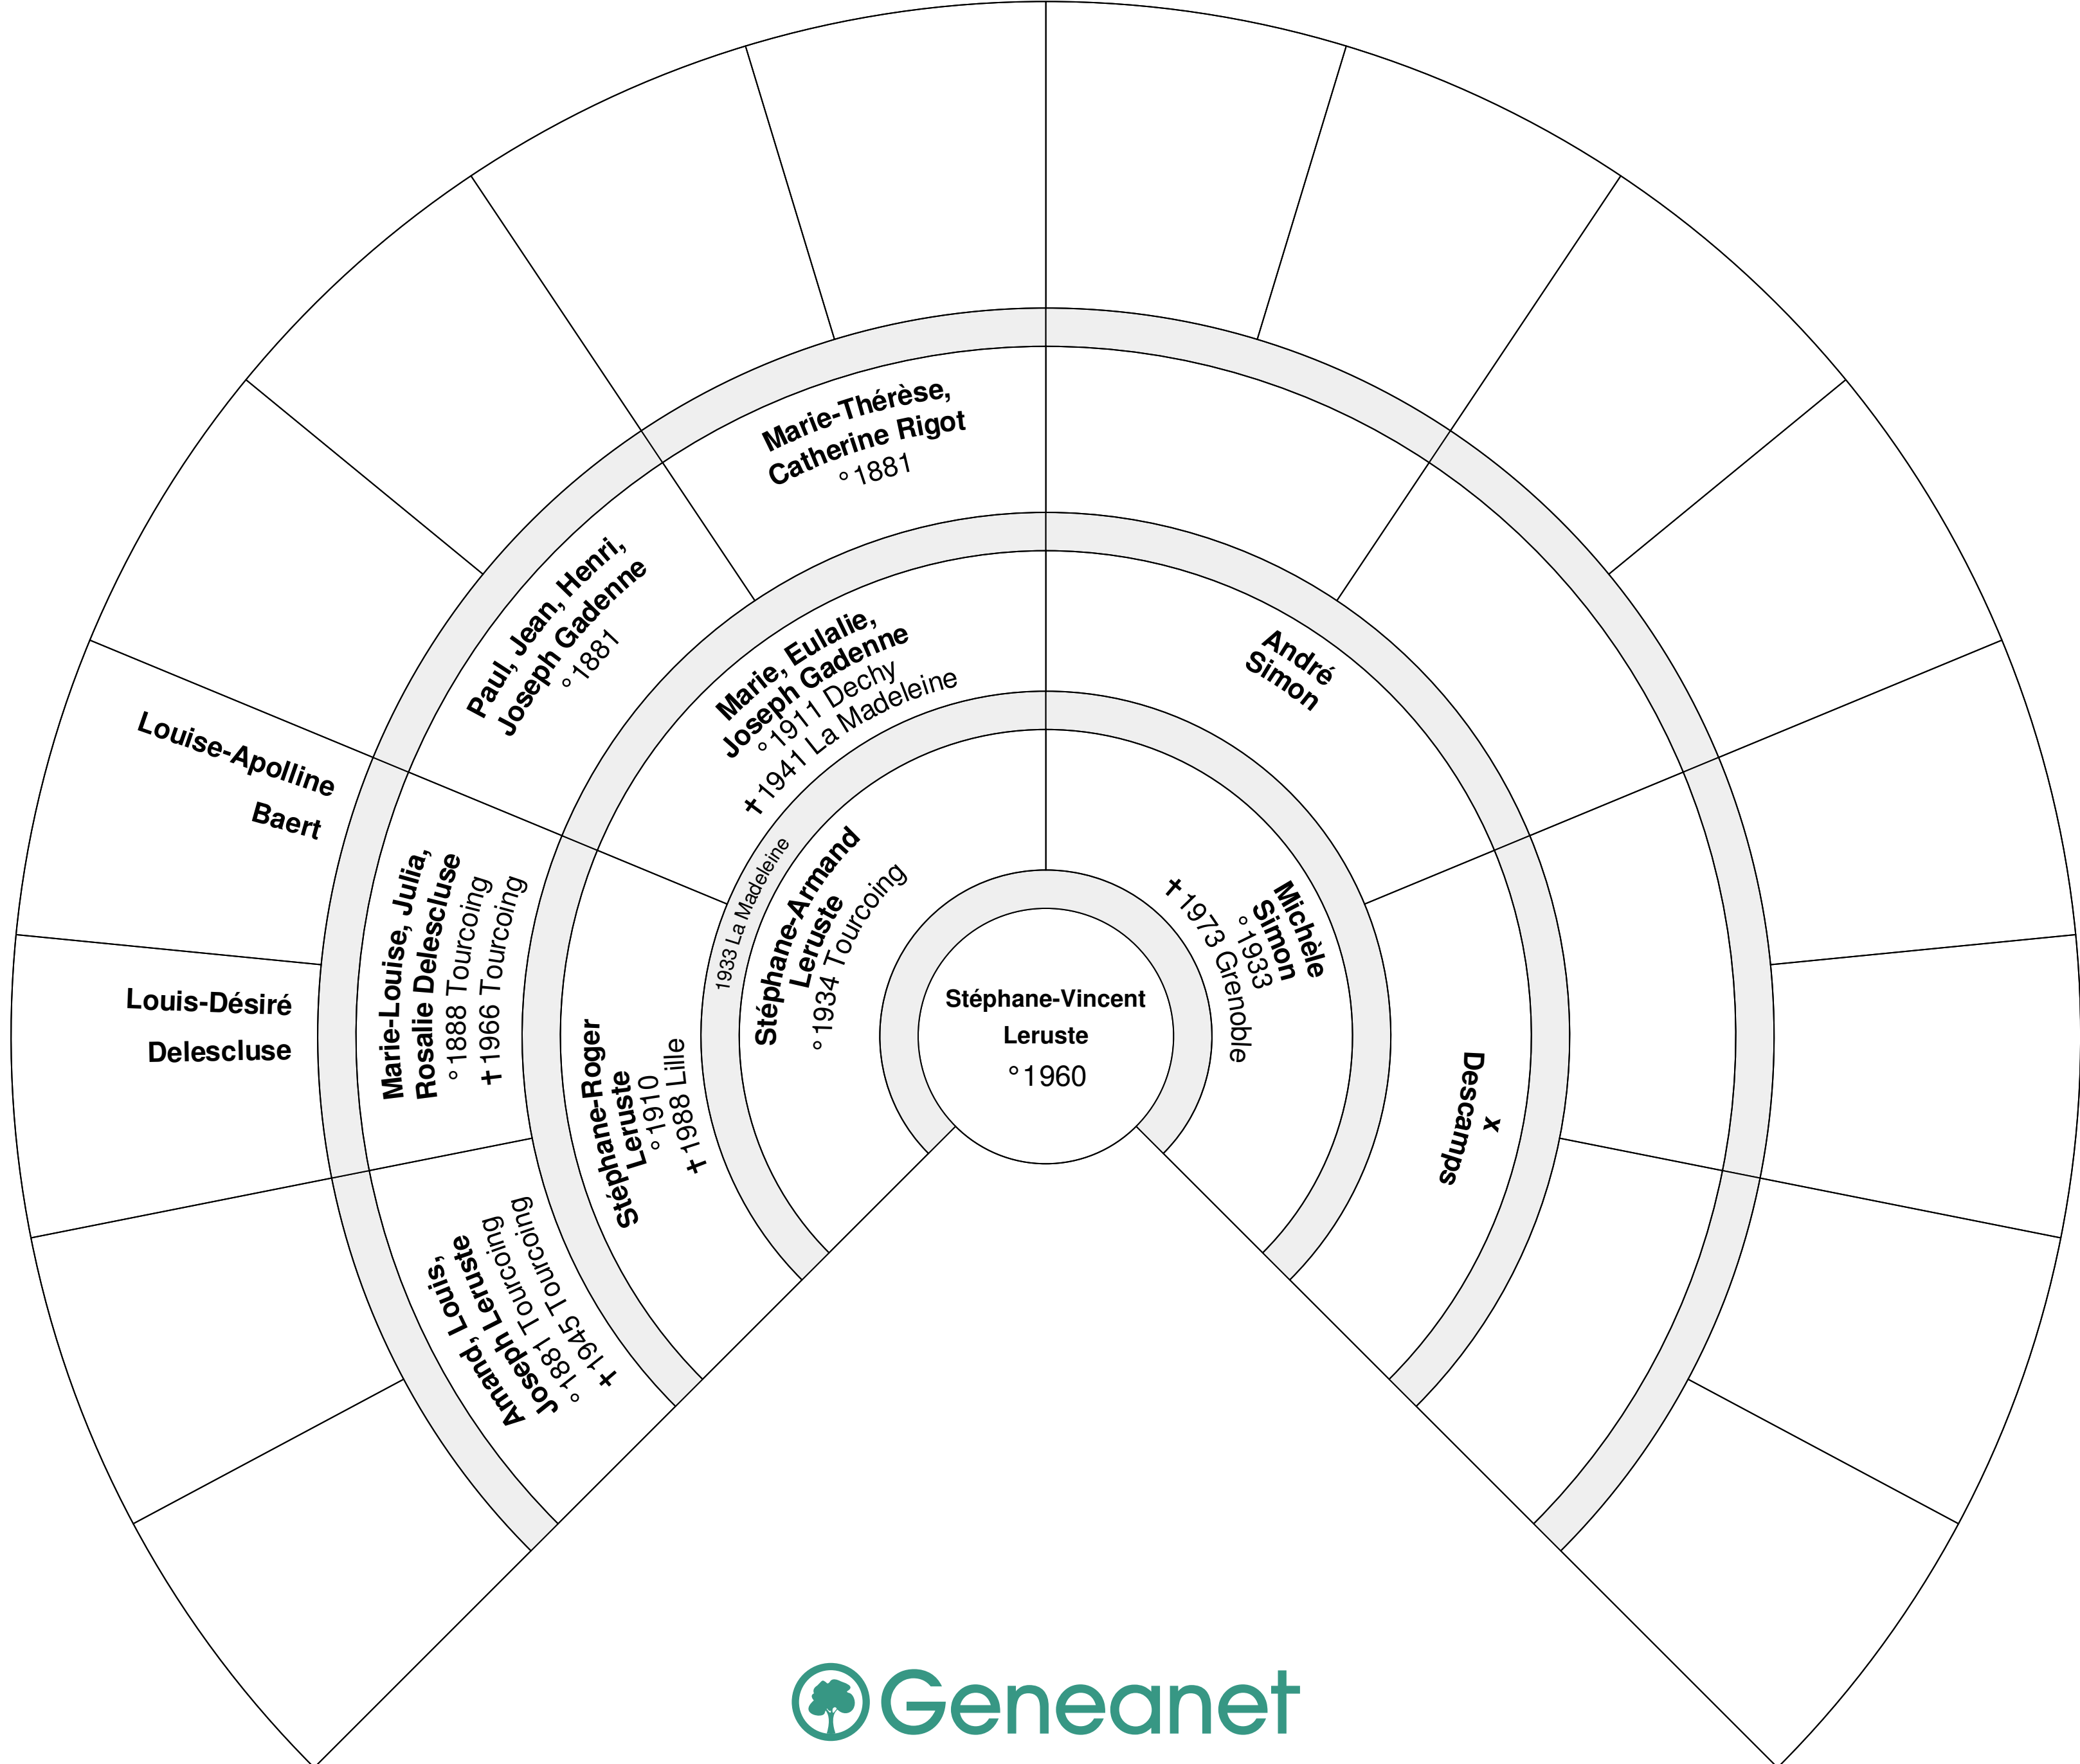 Stéphane-Vincent
Leruste
°1960
Stéphane-Armand
Leruste
°1934 Tourcoing
Michèle
Simon
°1933
✝1973 Grenoble
1933 La Madeleine
Stéphane-Roger
Leruste
°1910
✝1988 Lille
Marie, Eulalie,
Joseph Gadenne
°1911 Dechy
✝1941 La Madeleine
André
Simon
x
Descamps
Amand, Louis,
Joseph Leruste
°1881 Tourcoing
✝1945 Tourcoing
Marie-Louise, Julia,
Rosalie Delescluse
°1888 Tourcoing
✝1966 Tourcoing
Paul, Jean, Henri,
Joseph Gadenne
°1881
Marie-Thérèse,
Catherine Rigot
°1881
Louis-Désiré
Delescluse
Louise-Apolline
Baert
Geneanet